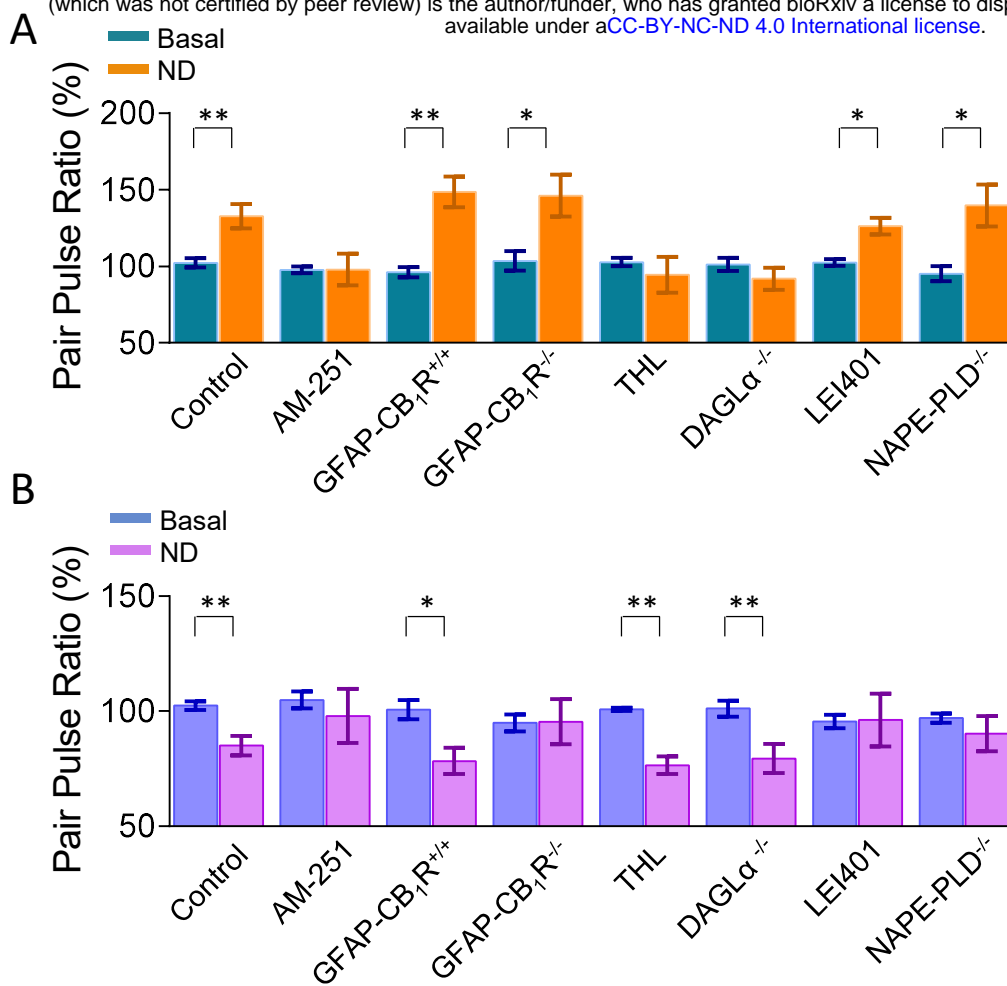 (which was not certified by peer review) is the author/funder, who has granted bioRxiv a license to disp
available under aCC-BY-NC-ND 4.0 International license.
A
Basal
ND
Pair Pulse Ratio (%)
200
150
100
50
** ** * * *
Control AM-251 GFAP-CB₁R⁺/⁺ GFAP-CB₁R⁻/⁻ THL DAGLα ⁻/⁻ LEI401 NAPE-PLD⁻/⁻
B
Basal
ND
Pair Pulse Ratio (%)
150
100
50
** * ** **
Control AM-251 GFAP-CB₁R⁺/⁺ GFAP-CB₁R⁻/⁻ THL DAGLα ⁻/⁻ LEI401 NAPE-PLD⁻/⁻